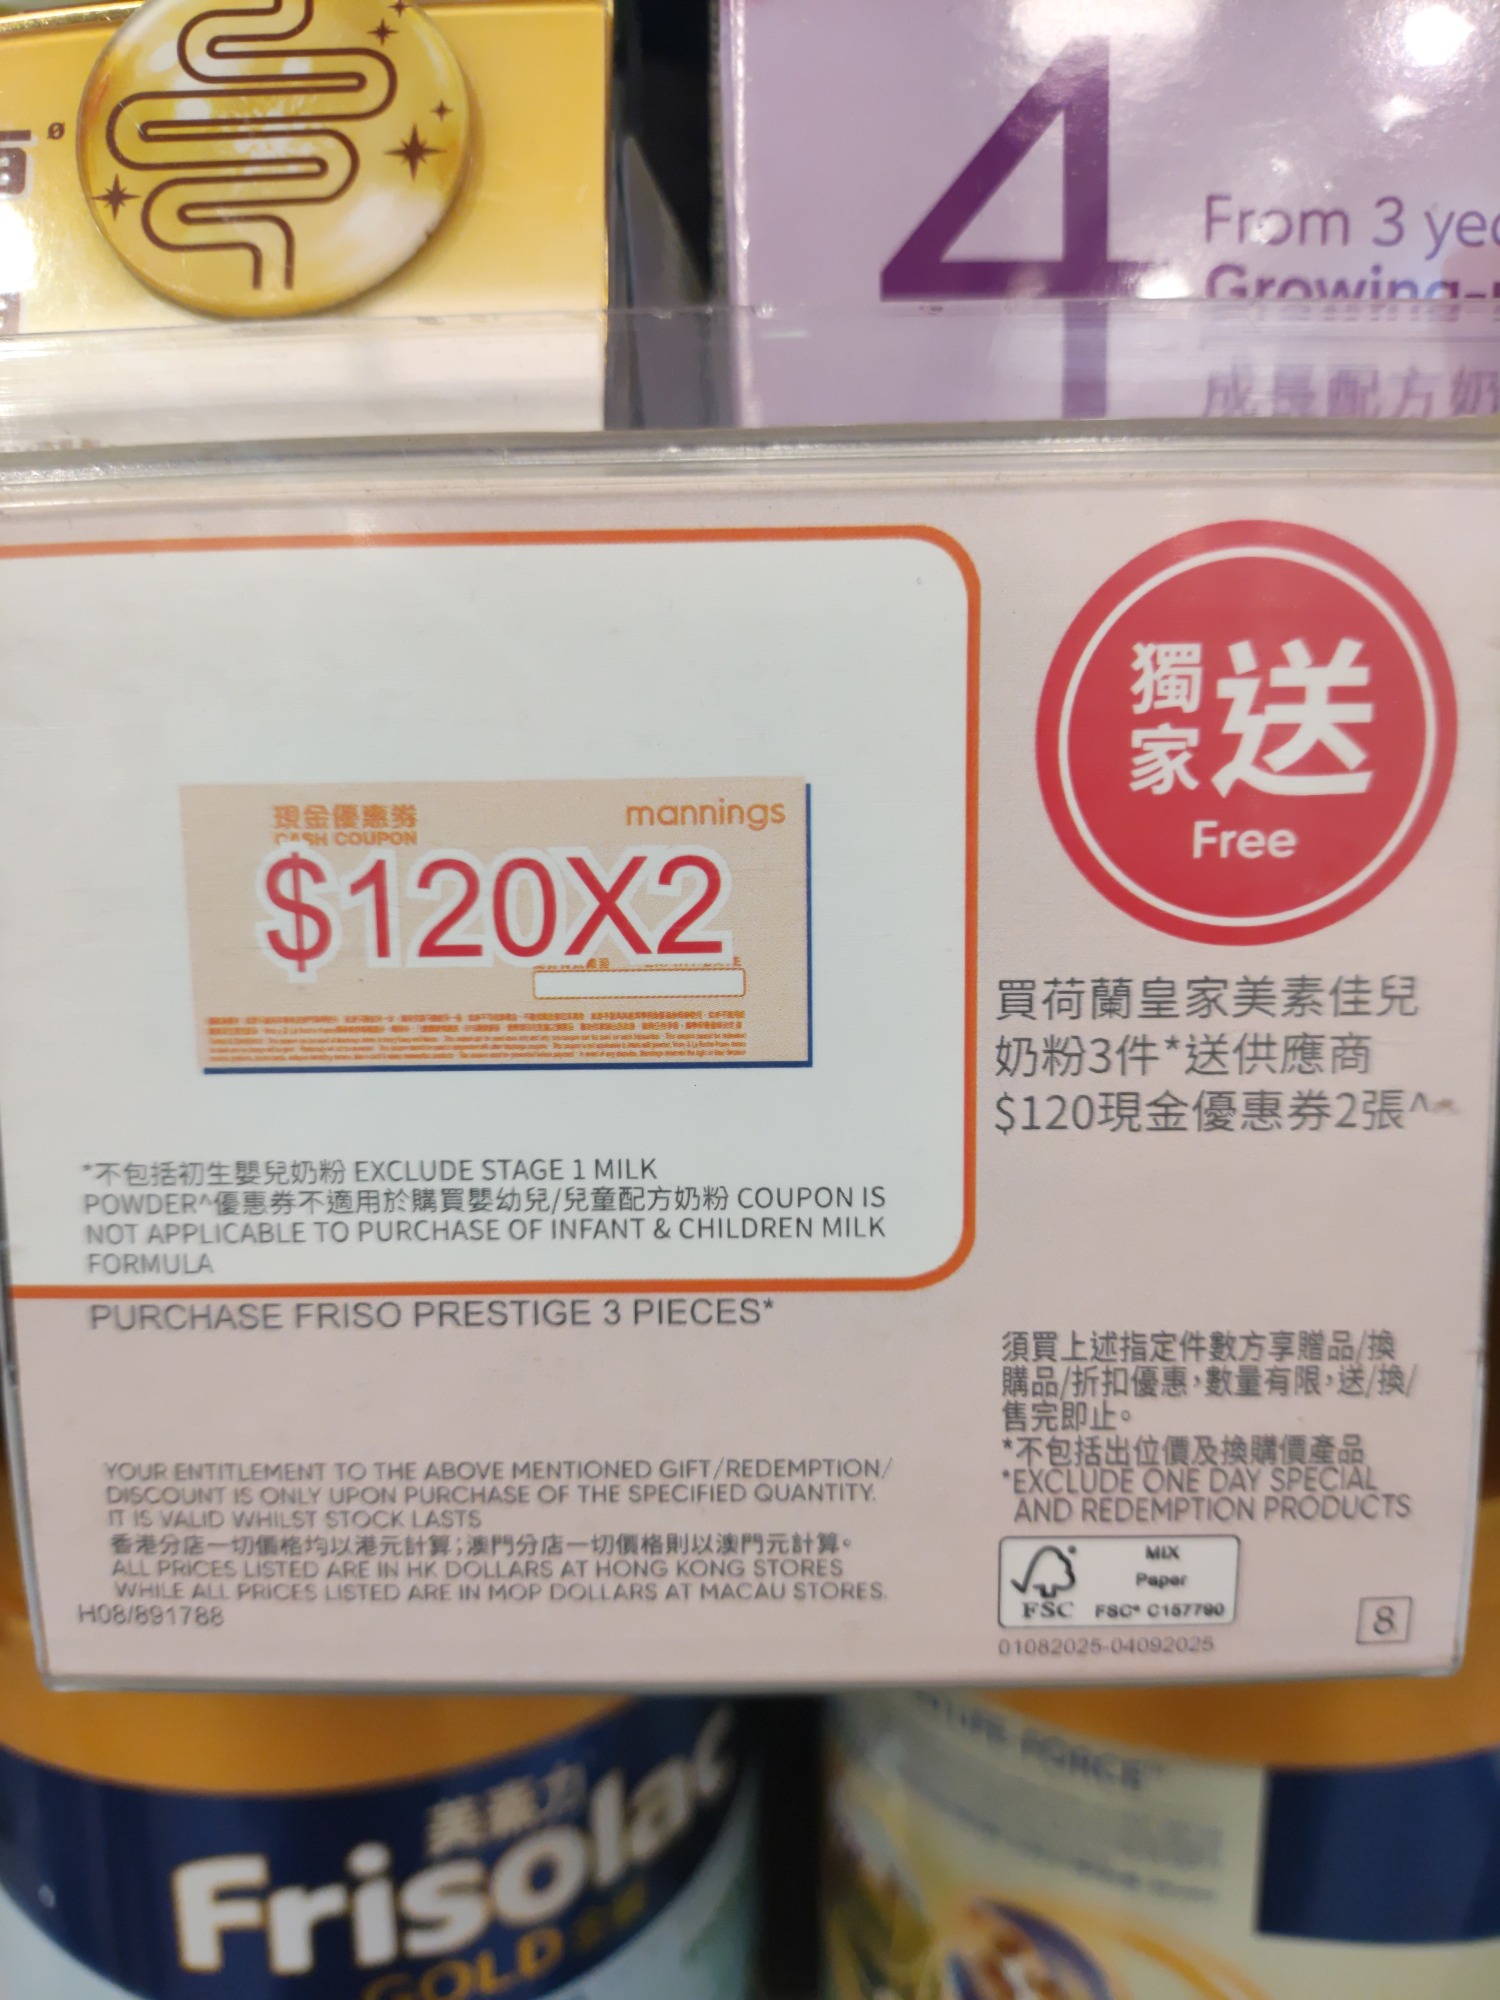 4
From 3
Growing-
成長配方奶
獨家送
Free
現金優惠券
mannings
CASH COUPON
$120X2
買荷蘭皇家美素佳兒
奶粉3件*送供應商
$120現金優惠券2張^
*不包括初生嬰兒奶粉 EXCLUDE STAGE 1 MILK
POWDER^優惠券不適用於購買嬰幼兒/兒童配方奶粉 COUPON IS
NOT APPLICABLE TO PURCHASE OF INFANT & CHILDREN MILK
FORMULA
PURCHASE FRISO PRESTIGE 3 PIECES*
須買上述指定件數方享贈品/換
購品/折扣優惠，數量有限，送/換/
售完即止。
*不包括出位價及換購價產品
*EXCLUDE ONE DAY SPECIAL
AND REDEMPTION PRODUCTS
YOUR ENTITLEMENT TO THE ABOVE MENTIONED GIFT/REDEMPTION/
DISCOUNT IS ONLY UPON PURCHASE OF THE SPECIFIED QUANTITY.
IT IS VALID WHILST STOCK LASTS
香港分店一切價格均以港元計算；澳門分店一切價格則以澳門元計算。
ALL PRICES LISTED ARE IN HK DOLLARS AT HONG KONG STORES
WHILE ALL PRICES LISTED ARE IN MOP DOLLARS AT MACAU STORES.
H08/891788
MIX
Paper
FSC
FSC® C157790
01082025-04092025
8
美素力
Frisolac
GOLD